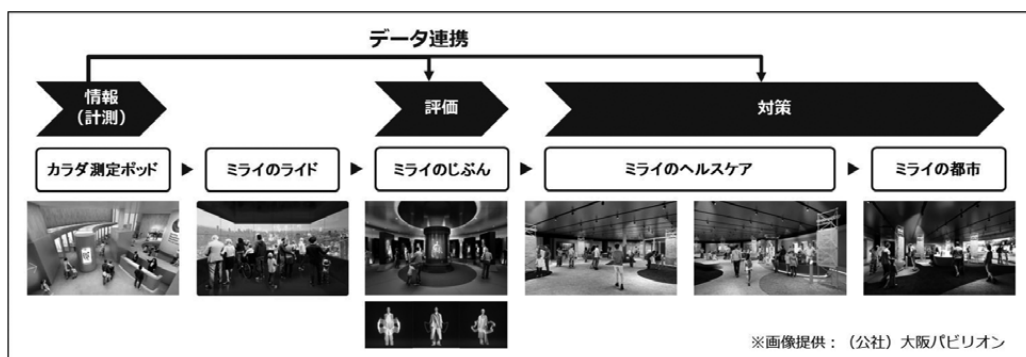 データ連携
情報
（計測）
評価
対策
カラダ測定ポッド
ミライのライド
ミライのじぶん
ミライのヘルスケア
ミライの都市
※画像提供：（公社）大阪パビリオン